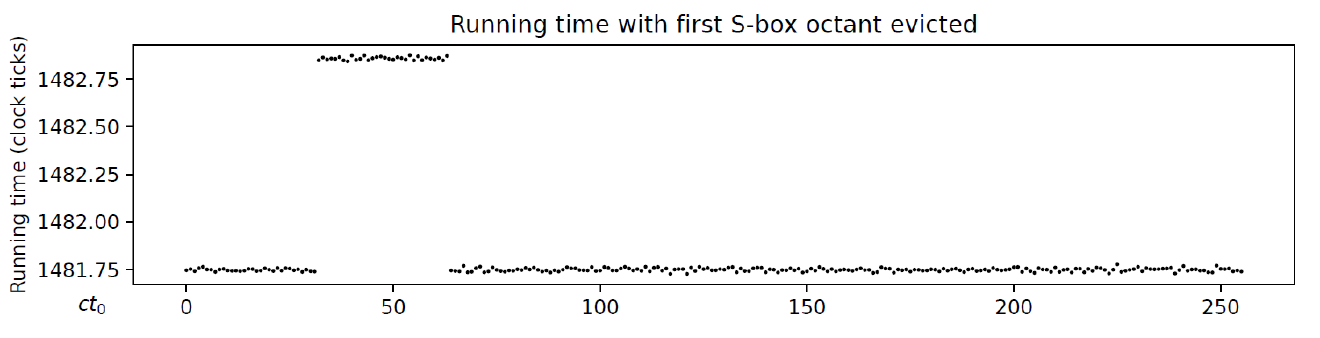 Running time with first S-box octant evicted
Running time (clock ticks)
1482.75
1482.50
1482.25
1482.00
1481.75
ct₀ 0 50 100 150 200 250